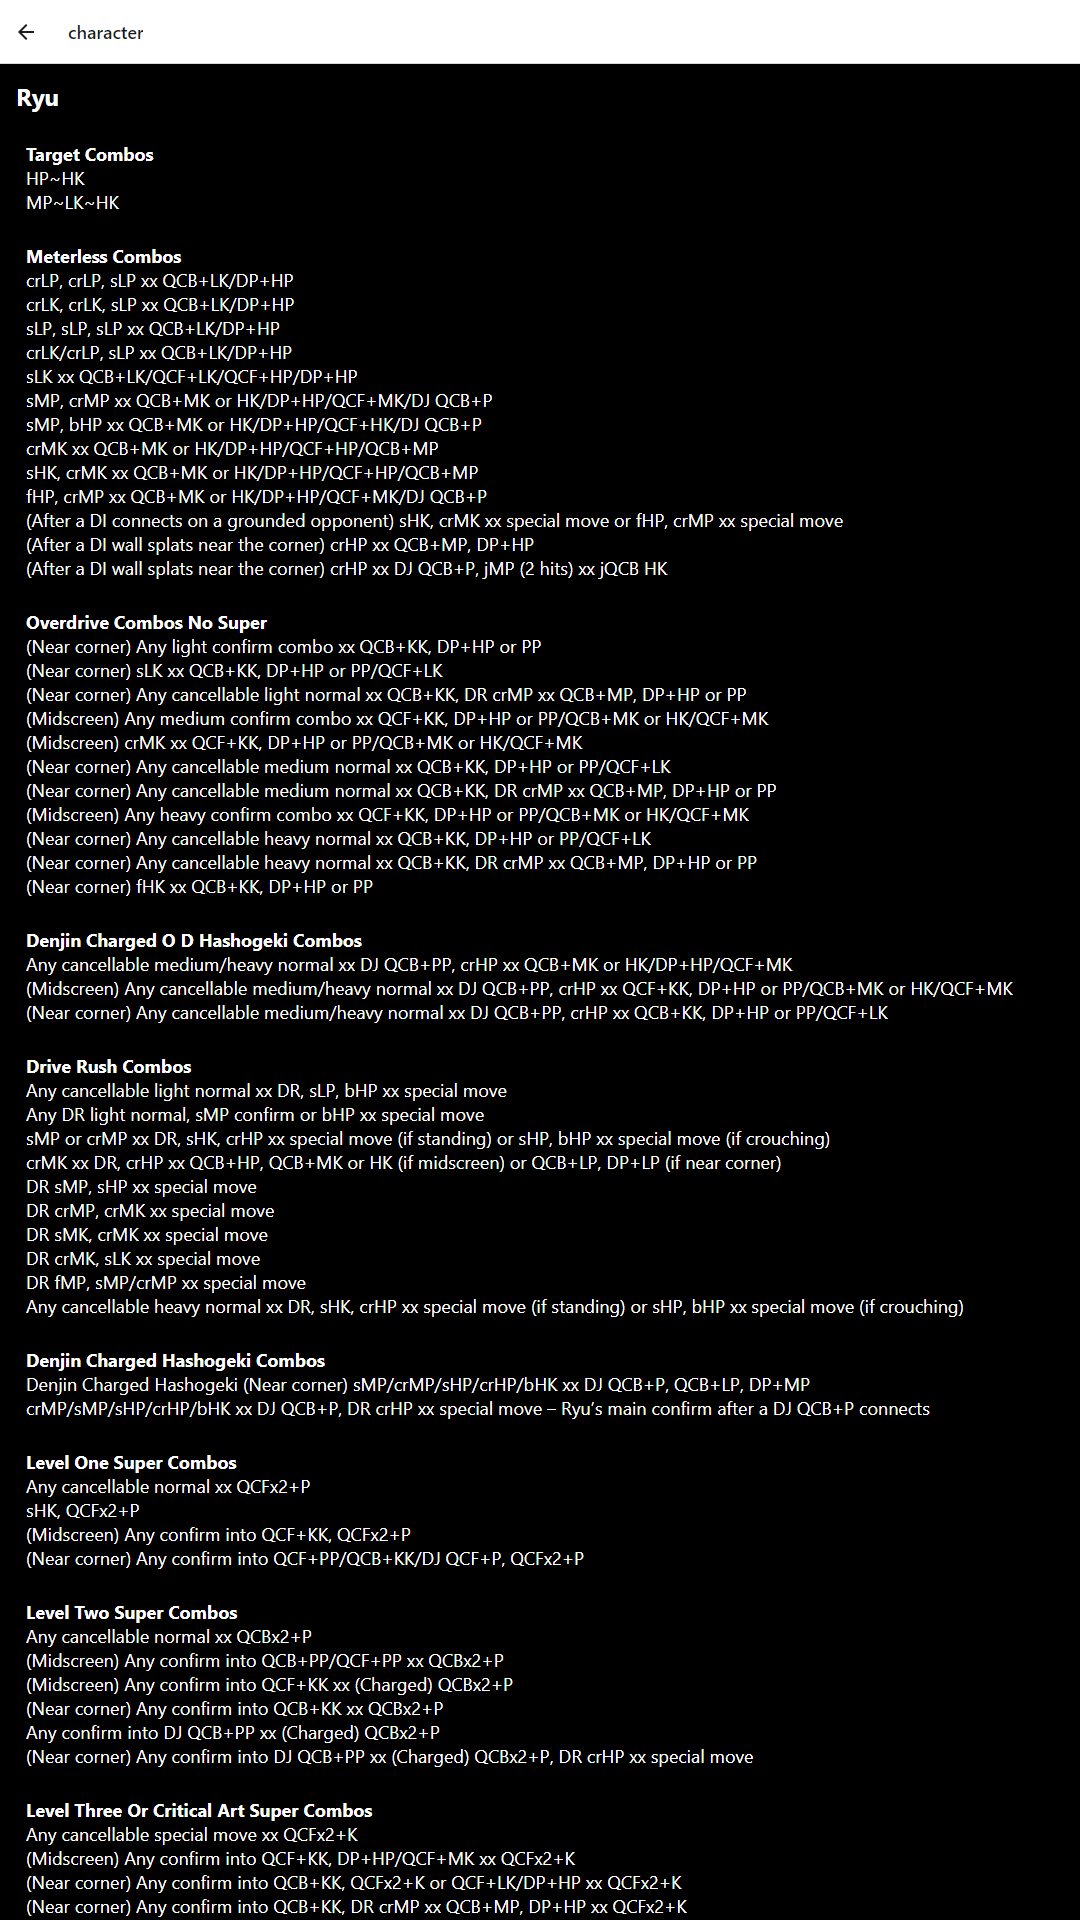 character
Ryu
Target Combos
HP~HK
MP~LK~HK
Meterless Combos
crLP, crLP, sLP xx QCB+LK/DP+HP
crLK, crLK, sLP xx QCB+LK/DP+HP
sLP, sLP, sLP xx QCB+LK/DP+HP
crLK/crLP, sLP xx QCB+LK/DP+HP
sLK xx QCB+LK/QCF+LK/QCF+HP/DP+HP
sMP, crMP xx QCB+MK or HK/DP+HP/QCF+MK/DJ QCB+P
sMP, bHP xx QCB+MK or HK/DP+HP/QCF+HK/DJ QCB+P
crMK xx QCB+MK or HK/DP+HP/QCF+HP/QCB+MP
sHK, crMK xx QCB+MK or HK/DP+HP/QCF+HP/QCB+MP
fHP, crMP xx QCB+MK or HK/DP+HP/QCF+MK/DJ QCB+P
(After a DI connects on a grounded opponent) sHK, crMK xx special move or fHP, crMP xx special move
(After a DI wall splats near the corner) crHP xx QCB+MP, DP+HP
(After a DI wall splats near the corner) crHP xx DJ QCB+P, jMP (2 hits) xx jQCB HK
Overdrive Combos No Super
(Near corner) Any light confirm combo xx QCB+KK, DP+HP or PP
(Near corner) sLK xx QCB+KK, DP+HP or PP/QCF+LK
(Near corner) Any cancellable light normal xx QCB+KK, DR crMP xx QCB+MP, DP+HP or PP
(Midscreen) Any medium confirm combo xx QCF+KK, DP+HP or PP/QCB+MK or HK/QCF+MK
(Midscreen) crMK xx QCF+KK, DP+HP or PP/QCB+MK or HK/QCF+MK
(Near corner) Any cancellable medium normal xx QCB+KK, DP+HP or PP/QCF+LK
(Near corner) Any cancellable medium normal xx QCB+KK, DR crMP xx QCB+MP, DP+HP or PP
(Midscreen) Any heavy confirm combo xx QCF+KK, DP+HP or PP/QCB+MK or HK/QCF+MK
(Near corner) Any cancellable heavy normal xx QCB+KK, DP+HP or PP/QCF+LK
(Near corner) Any cancellable heavy normal xx QCB+KK, DR crMP xx QCB+MP, DP+HP or PP
(Near corner) fHK xx QCB+KK, DP+HP or PP
Denjin Charged O D Hashogeki Combos
Any cancellable medium/heavy normal xx DJ QCB+PP, crHP xx QCB+MK or HK/DP+HP/QCF+MK
(Midscreen) Any cancellable medium/heavy normal xx DJ QCB+PP, crHP xx QCF+KK, DP+HP or PP/QCB+MK or HK/QCF+MK
(Near corner) Any cancellable medium/heavy normal xx DJ QCB+PP, crHP xx QCB+KK, DP+HP or PP/QCF+LK
Drive Rush Combos
Any cancellable light normal xx DR, sLP, bHP xx special move
Any DR light normal, sMP confirm or bHP xx special move
sMP or crMP xx DR, sHK, crHP xx special move (if standing) or sHP, bHP xx special move (if crouching)
crMK xx DR, crHP xx QCB+HP, QCB+MK or HK (if midscreen) or QCB+LP, DP+LP (if near corner)
DR sMP, sHP xx special move
DR crMP, crMK xx special move
DR sMK, crMK xx special move
DR crMK, sLK xx special move
DR fMP, sMP/crMP xx special move
Any cancellable heavy normal xx DR, sHK, crHP xx special move (if standing) or sHP, bHP xx special move (if crouching)
Denjin Charged Hashogeki Combos
Denjin Charged Hashogeki (Near corner) sMP/crMP/sHP/crHP/bHK xx DJ QCB+P, QCB+LP, DP+MP
crMP/sMP/sHP/crHP/bHK xx DJ QCB+P, DR crHP xx special move – Ryu’s main confirm after a DJ QCB+P connects
Level One Super Combos
Any cancellable normal xx QCFx2+P
sHK, QCFx2+P
(Midscreen) Any confirm into QCF+KK, QCFx2+P
(Near corner) Any confirm into QCF+PP/QCB+KK/DJ QCF+P, QCFx2+P
Level Two Super Combos
Any cancellable normal xx QCBx2+P
(Midscreen) Any confirm into QCB+PP/QCF+PP xx QCBx2+P
(Midscreen) Any confirm into QCF+KK xx (Charged) QCBx2+P
(Near corner) Any confirm into QCB+KK xx QCBx2+P
Any confirm into DJ QCB+PP xx (Charged) QCBx2+P
(Near corner) Any confirm into DJ QCB+PP xx (Charged) QCBx2+P, DR crHP xx special move
Level Three Or Critical Art Super Combos
Any cancellable special move xx QCFx2+K
(Midscreen) Any confirm into QCF+KK, DP+HP/QCF+MK xx QCFx2+K
(Near corner) Any confirm into QCB+KK, QCFx2+K or QCF+LK/DP+HP xx QCFx2+K
(Near corner) Any confirm into QCB+KK, DR crMP xx QCB+MP, DP+HP xx QCFx2+K